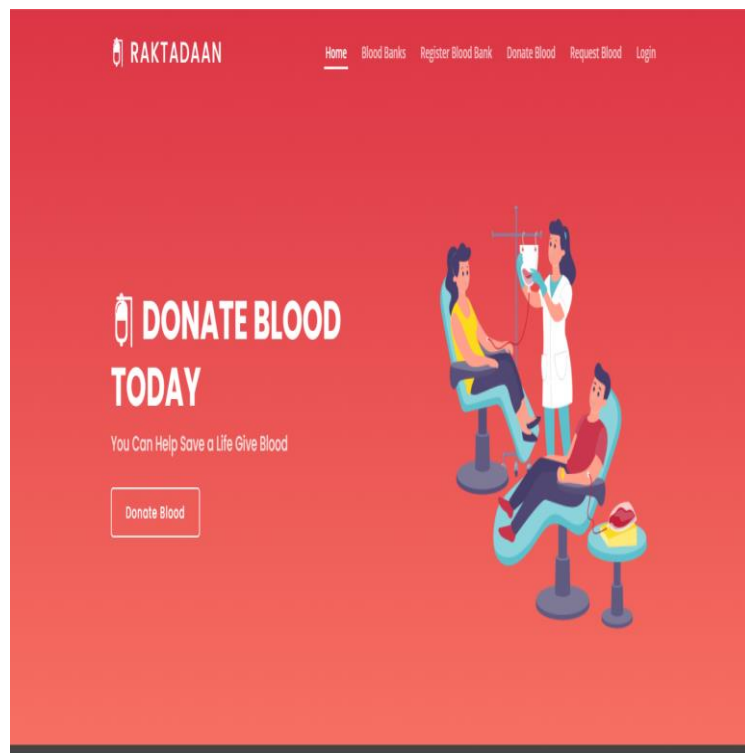 RAKTADAAN
Home Blood Banks Register Blood Bank Donate Blood Request Blood Login
DONATE BLOOD
TODAY
You Can Help Save a Life Give Blood
Donate Blood